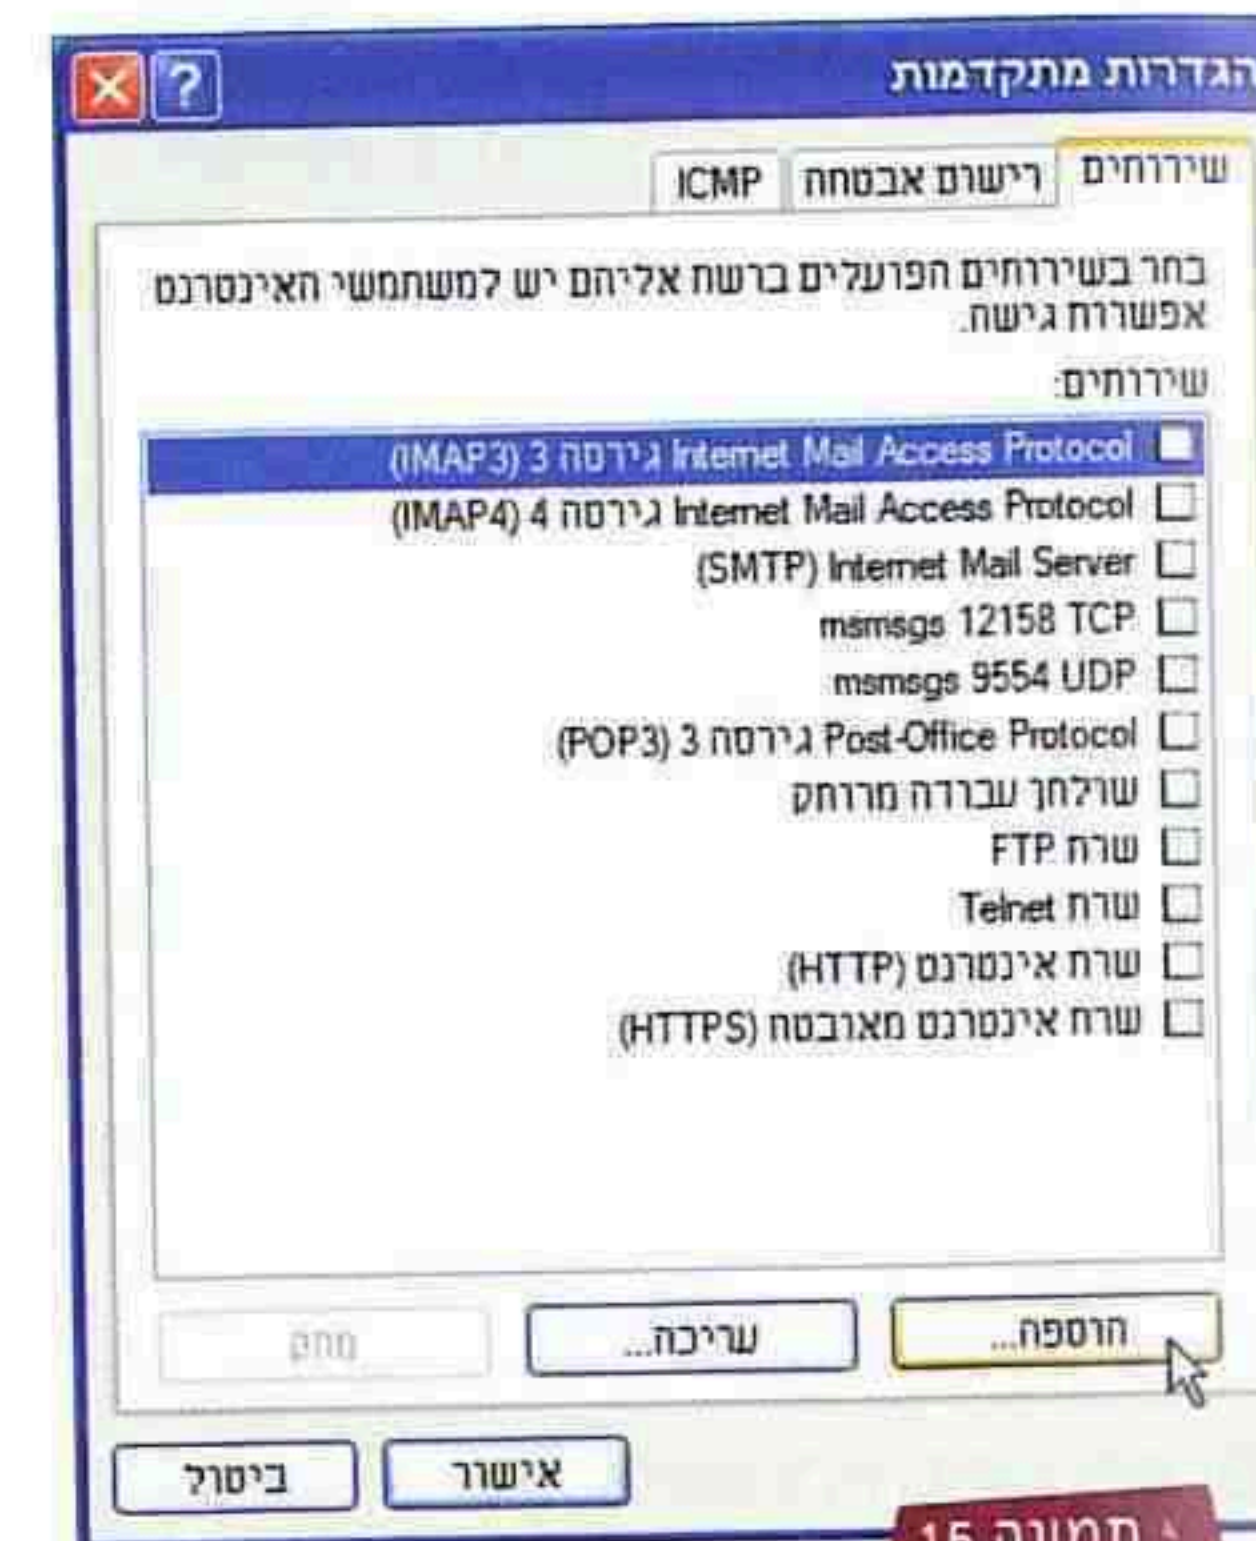 הגדרות מתקדמות
שירותים
רישום אבטחה
ICMP
בחר בשירותים הפועלים ברשת אליהם יש למשתמשי האינטרנט
אפשרות גישה.
שירותים:
Internet Mail Access Protocol גירסה 3 (IMAP3)
Internet Mail Access Protocol גירסה 4 (IMAP4)
Internet Mail Server (SMTP)
msmsgs 12158 TCP
msmsgs 9554 UDP
Post-Office Protocol גירסה 3 (POP3)
שולחן עבודה מרוחק
שרת FTP
שרת Telnet
שרת אינטרנט (HTTP)
שרת אינטרנט מאובטח (HTTPS)
הוספה...
עריכה...
מחק
אישור
ביטול
תמונה 15